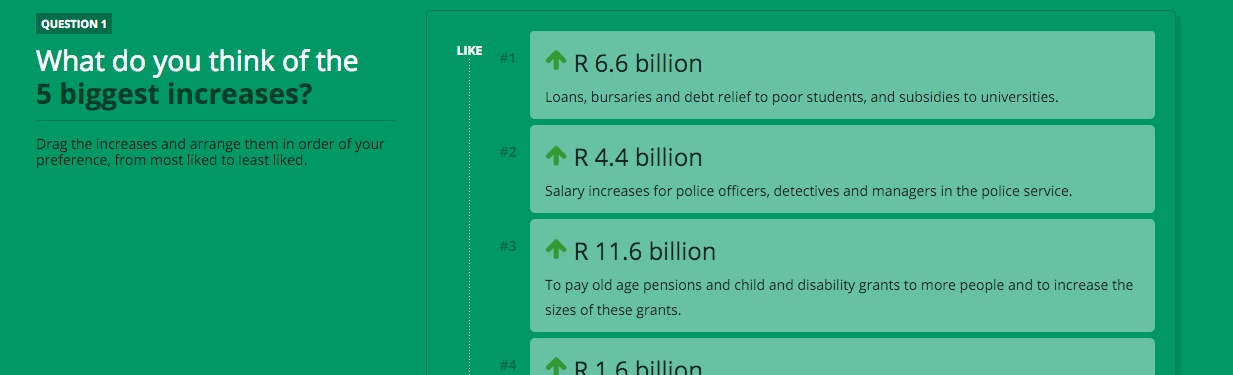 QUESTION 1
What do you think of the
5 biggest increases?
Drag the increases and arrange them in order of your
preference, from most liked to least liked.
LIKE
#1
R 6.6 billion
Loans, bursaries and debt relief to poor students, and subsidies to universities.
#2
R 4.4 billion
Salary increases for police officers, detectives and managers in the police service.
#3
R 11.6 billion
To pay old age pensions and child and disability grants to more people and to increase the
sizes of these grants.
#4
R 1.6 billion